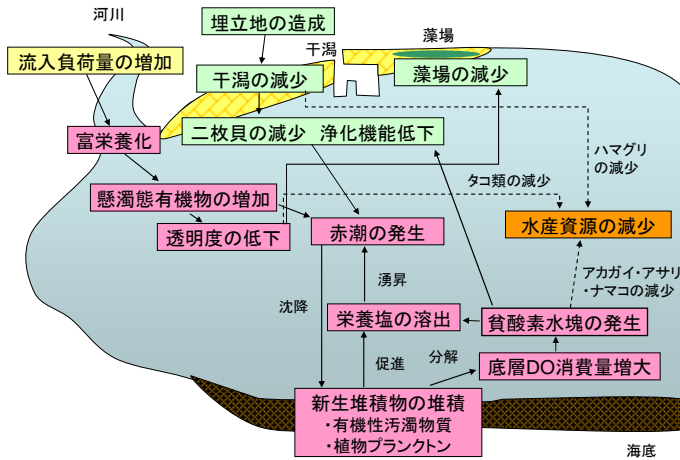 河川
埋立地の造成
干潟
藻場
流入負荷量の増加
干潟の減少
藻場の減少
富栄養化
二枚貝の減少 浄化機能低下
ハマグリ
の減少
タコ類の減少
懸濁態有機物の増加
透明度の低下
赤潮の発生
水産資源の減少
湧昇
アカガイ・アサリ
・ナマコの減少
沈降
栄養塩の溶出
貧酸素水塊の発生
促進
分解
底層DO消費量増大
新生堆積物の堆積
・有機性汚濁物質
・植物プランクトン
海底